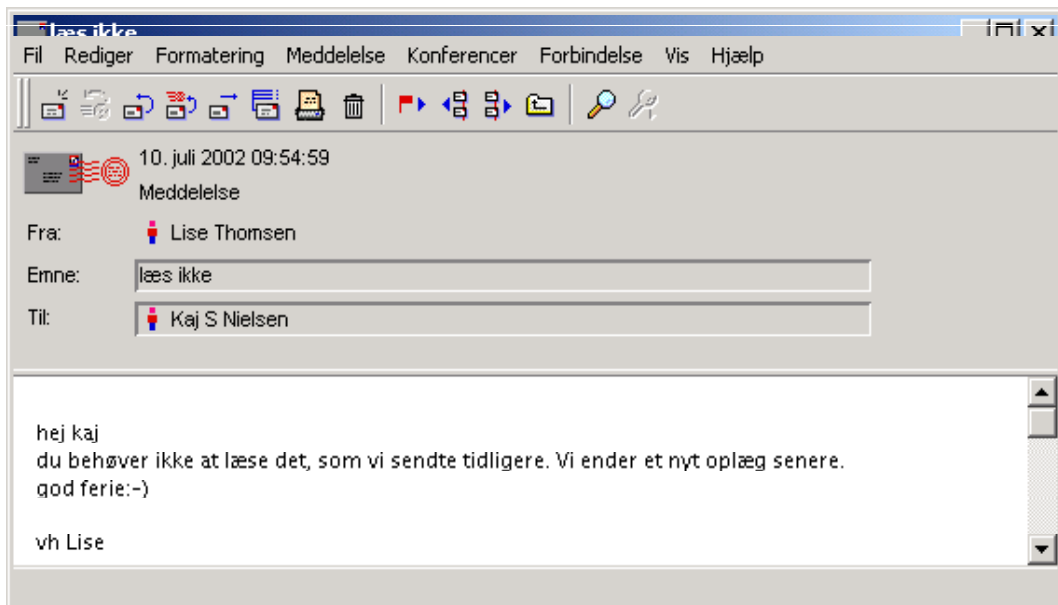 læs ikke
Fil Rediger Formatering Meddelelse Konferencer Forbindelse Vis Hjælp
10. juli 2002 09:54:59
Meddelelse
Fra: Lise Thomsen
Emne: læs ikke
Til: Kaj S Nielsen
hej kaj
du behøver ikke at læse det, som vi sendte tidligere. Vi ender et nyt oplæg senere.
god ferie:-)
vh Lise